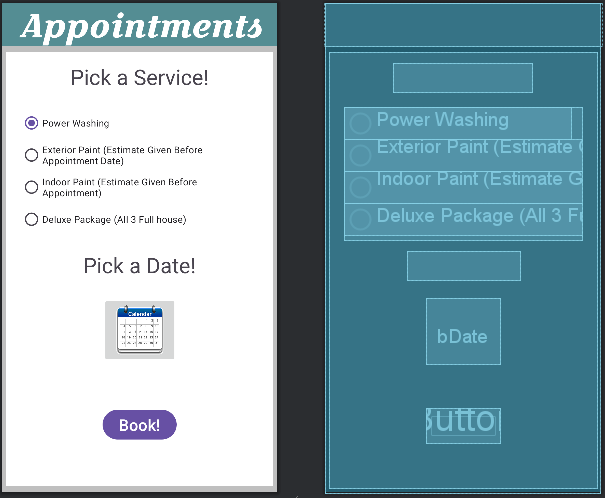 Appointments
Pick a Service!
Power Washing
Exterior Paint (Estimate Given Before
Appointment Date)
Indoor Paint (Estimate Given Before
Appointment)
Deluxe Package (All 3 Full house)
Pick a Date!
Calendar
Book!
Power Washing
Exterior Paint (Estimate
Indoor Paint (Estimate G
Deluxe Package (All 3 Fu
bDate
Button